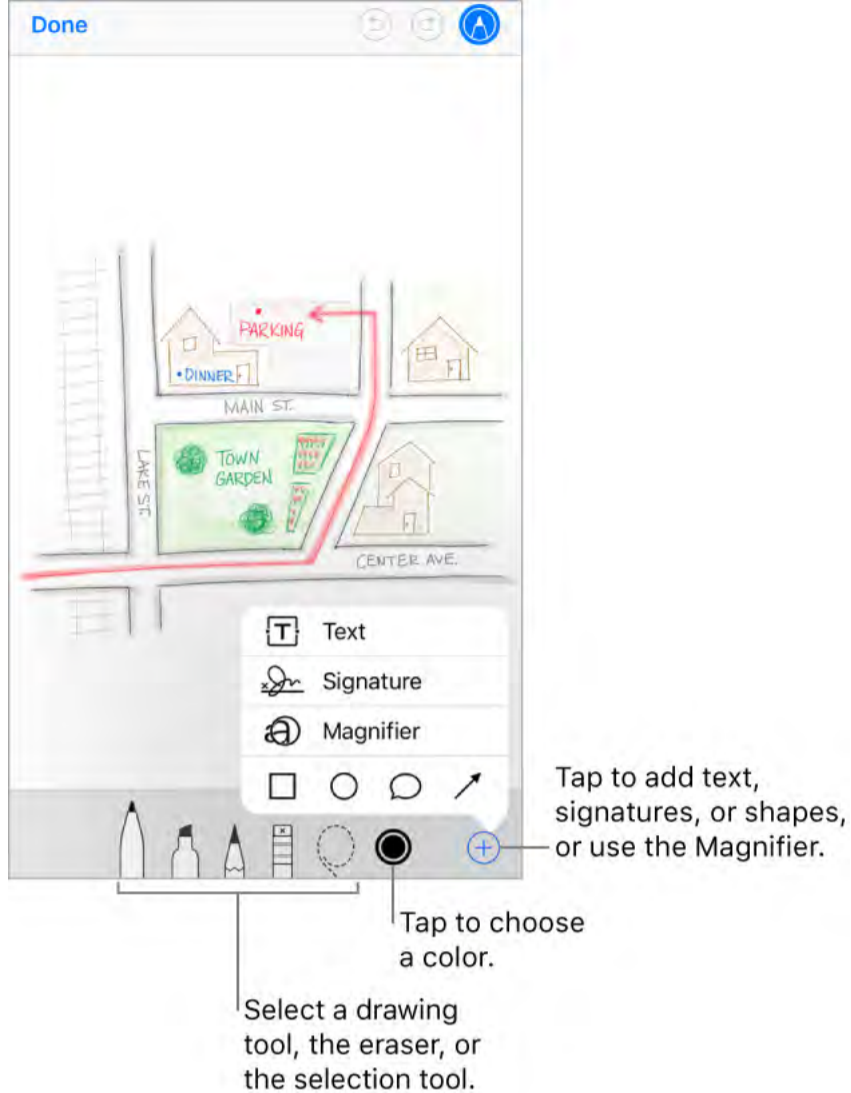 Done
PARKING
•DINNER
MAIN ST.
LAKE ST.
TOWN
GARDEN
CENTER AVE.
Text
Signature
Magnifier
Tap to add text,
signatures, or shapes,
or use the Magnifier.
Tap to choose
a color.
Select a drawing
tool, the eraser, or
the selection tool.